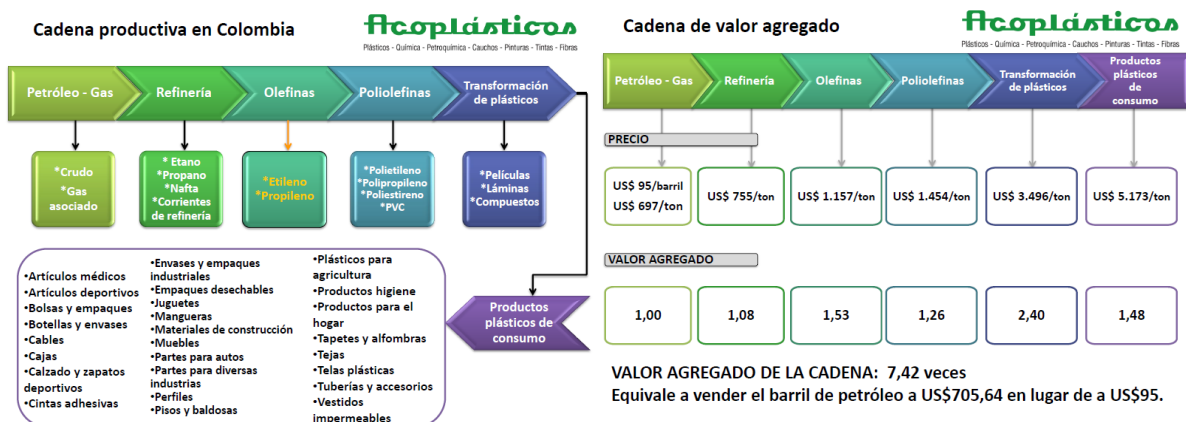 Cadena productiva en Colombia
Acoplásticos
Plásticos - Química - Petroquímica - Cauchos - Pinturas - Tintas - Fibras
Petróleo - Gas
Refinería
Olefinas
Poliolefinas
Transformación
de plásticos
*Crudo
*Gas
asociado
* Etano
*Propano
*Nafta
*Corrientes
de refinería
*Etileno
*Propileno
*Polietileno
*Polipropileno
*Poliestireno
*PVC
*Películas
*Láminas
*Compuestos
•Artículos médicos
•Artículos deportivos
•Bolsas y empaques
•Botellas y envases
•Cables
•Cajas
•Calzado y zapatos
deportivos
•Cintas adhesivas
•Envases y empaques
industriales
•Empaques desechables
•Juguetes
•Mangueras
•Materiales de construcción
•Muebles
•Partes para autos
•Partes para diversas
industrias
•Perfiles
•Pisos y baldosas
•Plásticos para
agricultura
•Productos higiene
•Productos para el
hogar
•Tapetes y alfombras
•Tejas
•Telas plásticas
•Tuberías y accesorios
•Vestidos
impermeables
Productos
plásticos de
consumo
Cadena de valor agregado
Acoplásticos
Plásticos - Química - Petroquímica - Cauchos - Pinturas - Tintas - Fibras
Petróleo - Gas
Refinería
Olefinas
Poliolefinas
Transformación
de plásticos
Productos
plásticos
de
consumo
PRECIO
US$ 95/barril
US$ 697/ton
US$ 755/ton
US$ 1.157/ton
US$ 1.454/ton
US$ 3.496/ton
US$ 5.173/ton
VALOR AGREGADO
1,00
1,08
1,53
1,26
2,40
1,48
VALOR AGREGADO DE LA CADENA: 7,42 veces
Equivale a vender el barril de petróleo a US$705,64 en lugar de a US$95.